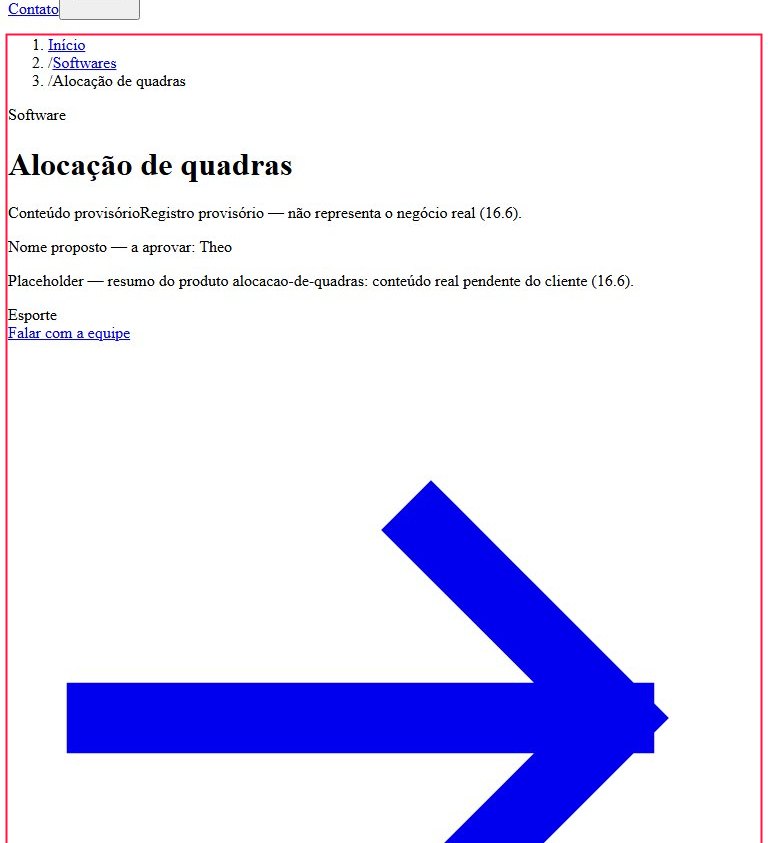 Contato
1. Início
2. /Softwares
3. /Alocação de quadras
Software
Alocação de quadras
Conteúdo provisórioRegistro provisório — não representa o negócio real (16.6).
Nome proposto — a aprovar: Theo
Placeholder — resumo do produto alocacao-de-quadras: conteúdo real pendente do cliente (16.6).
Esporte
Falar com a equipe